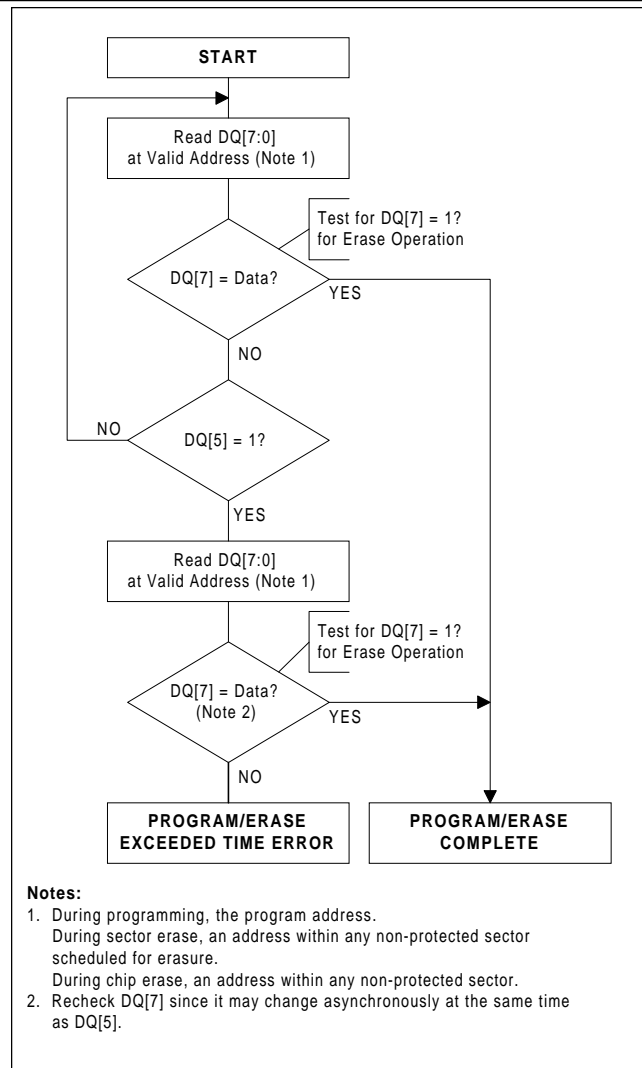 START
Read DQ[7:0]
at Valid Address (Note 1)
Test for DQ[7] = 1?
for Erase Operation
DQ[7] = Data?
YES
NO
NO
DQ[5] = 1?
YES
Read DQ[7:0]
at Valid Address (Note 1)
Test for DQ[7] = 1?
for Erase Operation
DQ[7] = Data?
(Note 2)
YES
NO
PROGRAM/ERASE
EXCEEDED TIME ERROR
PROGRAM/ERASE
COMPLETE
Notes:
1. During programming, the program address.
During sector erase, an address within any non-protected sector
scheduled for erasure.
During chip erase, an address within any non-protected sector.
2. Recheck DQ[7] since it may change asynchronously at the same time
as DQ[5].